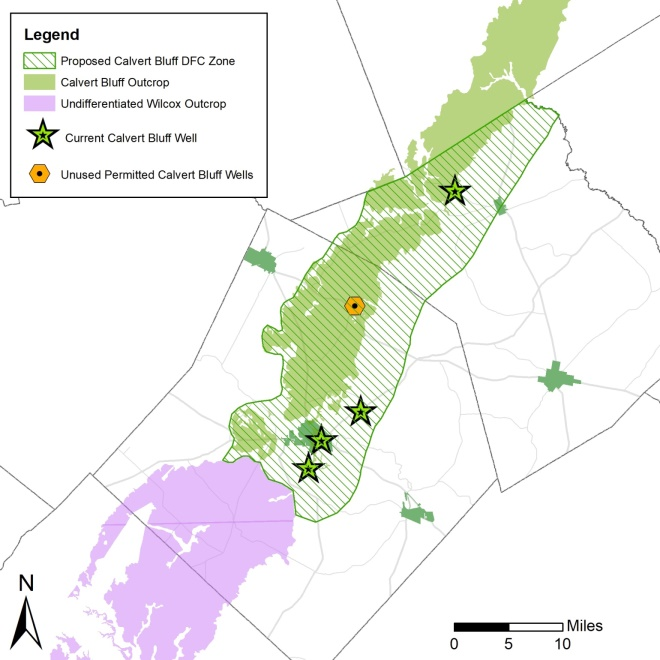 Legend
Proposed Calvert Bluff DFC Zone
Calvert Bluff Outcrop
Undifferentiated Wilcox Outcrop
Current Calvert Bluff Well
Unused Permitted Calvert Bluff Wells
N
Miles
0 5 10